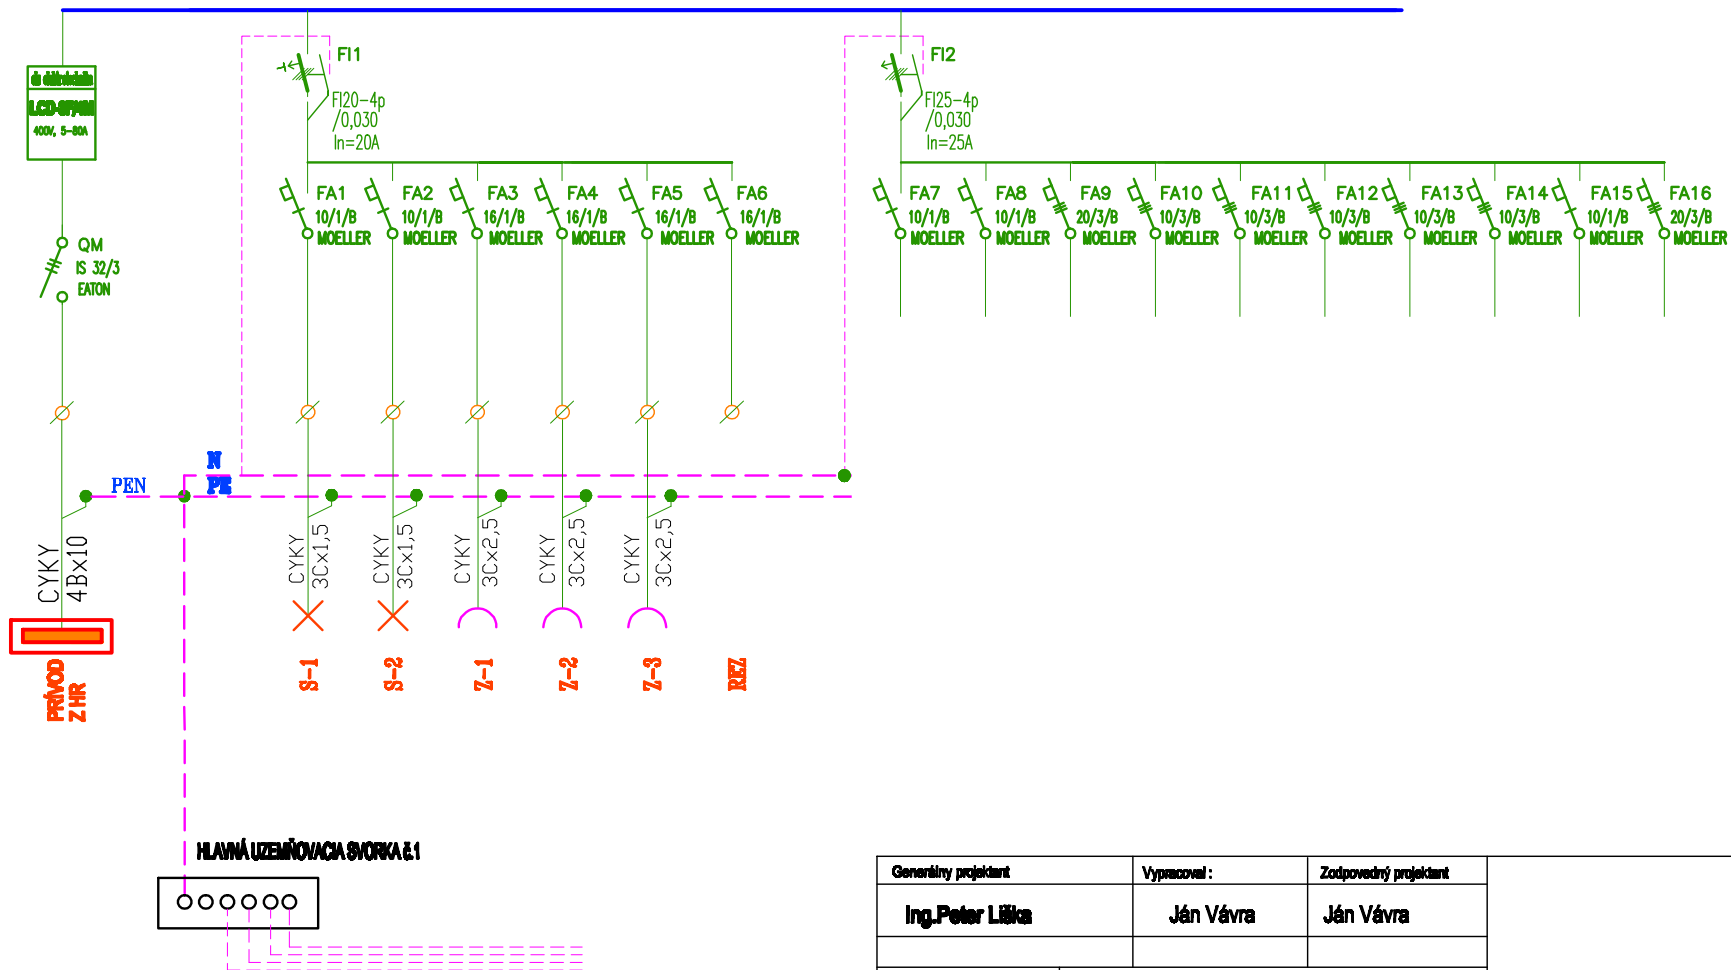 400V, 5-80A
QM
IS 32/3
EATON
FI1
FI20-4p
/0,030
In=20A
FI2
FI25-4p
/0,030
In=25A
FA1
10/1/B
MOELLER
FA2
10/1/B
MOELLER
FA3
16/1/B
MOELLER
FA4
16/1/B
MOELLER
FA5
16/1/B
MOELLER
FA6
16/1/B
MOELLER
FA7
10/1/B
MOELLER
FA8
10/1/B
MOELLER
FA9
20/3/B
MOELLER
FA10
10/3/B
MOELLER
FA11
10/3/B
MOELLER
FA12
10/3/B
MOELLER
FA13
10/3/B
MOELLER
FA14
10/3/B
MOELLER
FA15
10/1/B
MOELLER
FA16
20/3/B
MOELLER
N
PEN
PE
CYKY
4Bx10
CYKY
3Cx1,5
CYKY
3Cx1,5
CYKY
3Cx2,5
CYKY
3Cx2,5
CYKY
3Cx2,5
PRÍVOD
Z HR
S-1
S-2
Z-1
Z-2
Z-3
REZ
HLAVNÁ UZEMŇOVACIA SVORKA č.1
Generálny projektant
Vypracoval :
Zodpovedný projektant
Ing.Peter Liška
Ján Vávra
Ján Vávra